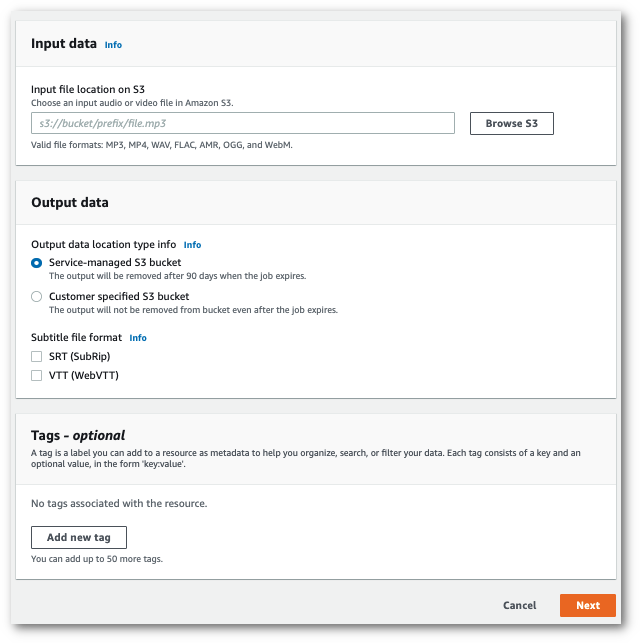 Input data Info
Input file location on S3
Choose an input audio or video file in Amazon S3.
s3://bucket/prefix/file.mp3
Browse S3
Valid file formats: MP3, MP4, WAV, FLAC, AMR, OGG, and WebM.
Output data
Output data location type info Info
Service-managed S3 bucket
The output will be removed after 90 days when the job expires.
Customer specified S3 bucket
The output will not be removed from bucket even after the job expires.
Subtitle file format Info
SRT (SubRip)
VTT (WebVTT)
Tags - optional
A tag is a label you can add to a resource as metadata to help you organize, search, or filter your data. Each tag consists of a key and an
optional value, in the form 'key:value'.
No tags associated with the resource.
Add new tag
You can add up to 50 more tags.
Cancel
Next